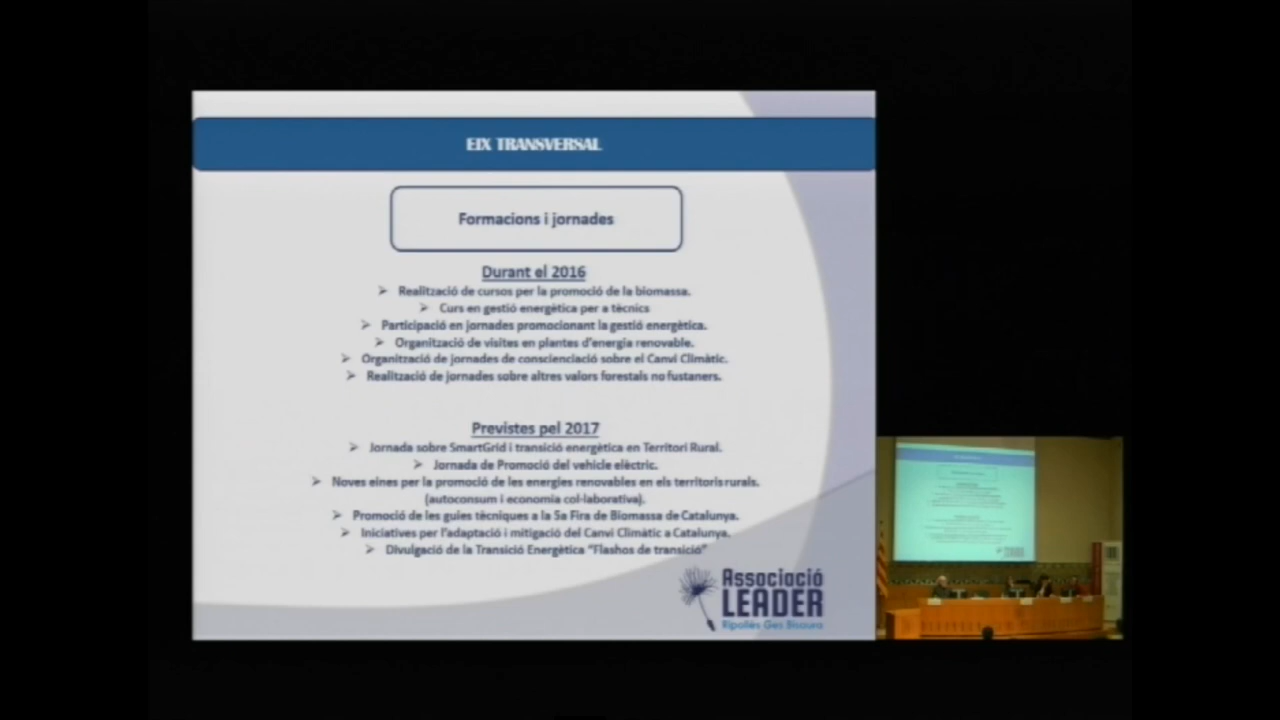 EIX TRANSVERSAL
Formacions i jornades
Durant el 2016
➢ Realització de cursos per la promoció de la biomassa.
➢ Curs en gestió energètica per a tècnics
➢ Participació en jornades promocionant la gestió energètica.
➢ Organització de visites en plantes d'energia renovable.
➢ Organització de jornades de conscienciació sobre el Canvi Climàtic.
➢ Realització de jornades sobre altres valors forestals no fustaners.
Previstes pel 2017
➢ Jornada sobre SmartGrid i transició energètica en Territori Rural.
➢ Jornada de Promoció del vehicle elèctric.
➢ Noves eines per la promoció de les energies renovables en els territoris rurals.
(autoconsum i economia col·laborativa).
➢ Promoció de les guies tècniques a la 5a Fira de Biomassa de Catalunya.
➢ Iniciatives per l'adaptació i mitigació del Canvi Climàtic a Catalunya.
➢ Divulgació de la Transició Energètica "Flashos de transició"
Associació
LEADER
Ripollès Ges Bisaura